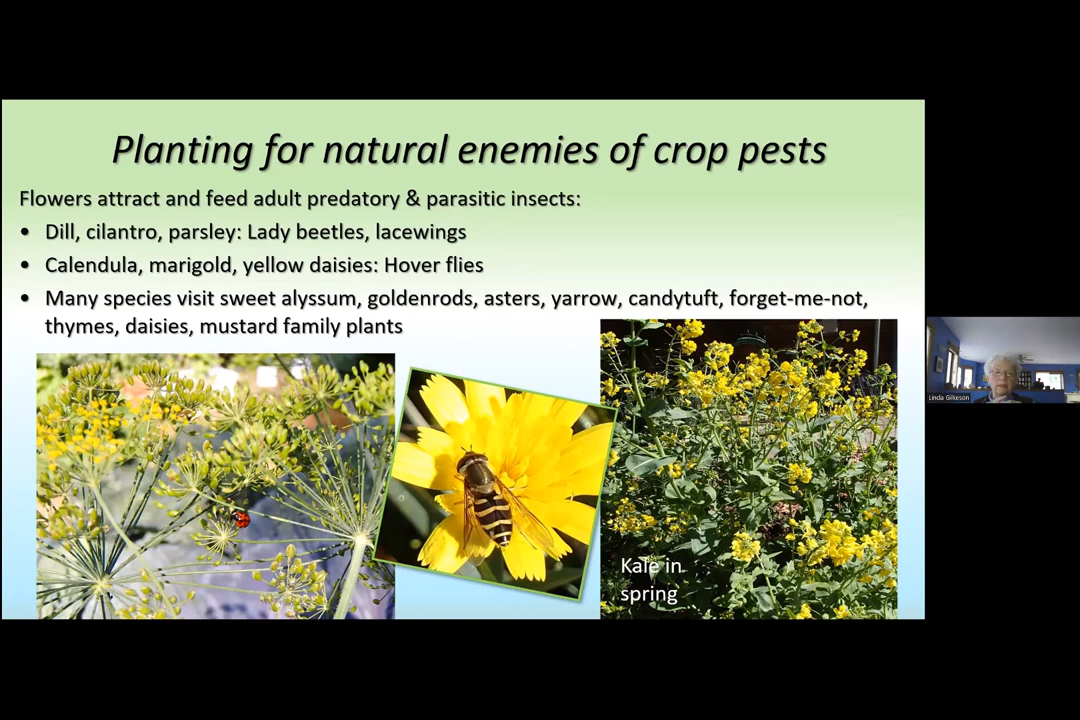 Planting for natural enemies of crop pests
Flowers attract and feed adult predatory & parasitic insects:
• Dill, cilantro, parsley: Lady beetles, lacewings
• Calendula, marigold, yellow daisies: Hover flies
• Many species visit sweet alyssum, goldenrods, asters, yarrow, candytuft, forget-me-not,
thymes, daisies, mustard family plants
Kale in
spring
Linda Gilkeson